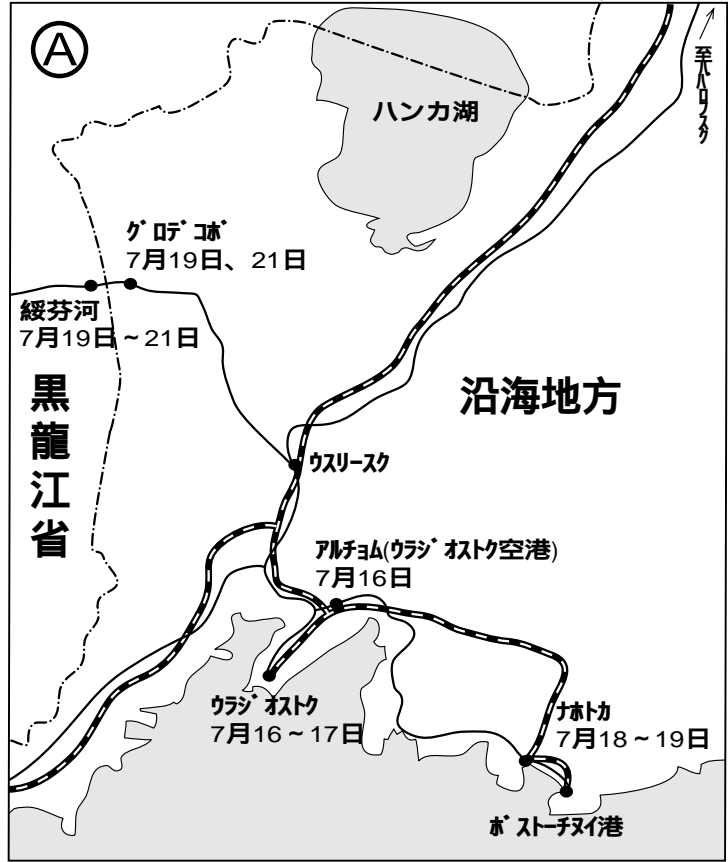 A
至ハバロフスク
ハンカ湖
グロデコボ
7月19日、21日
綏芬河
7月19日~21日
黒龍江省
沿海地方
ウスリースク
アルチョム(ウラジオストク空港)
7月16日
ウラジオストク
7月16~17日
ナホトカ
7月18~19日
ボストーチヌイ港